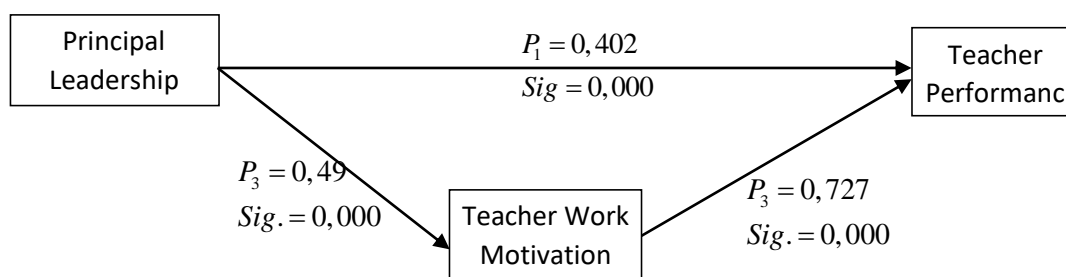 Principal
Leadership
P₁ = 0,402
Sig = 0,000
Teacher
Performanc
P₃ = 0,49
Sig. = 0,000
Teacher Work
Motivation
P₃ = 0,727
Sig. = 0,000